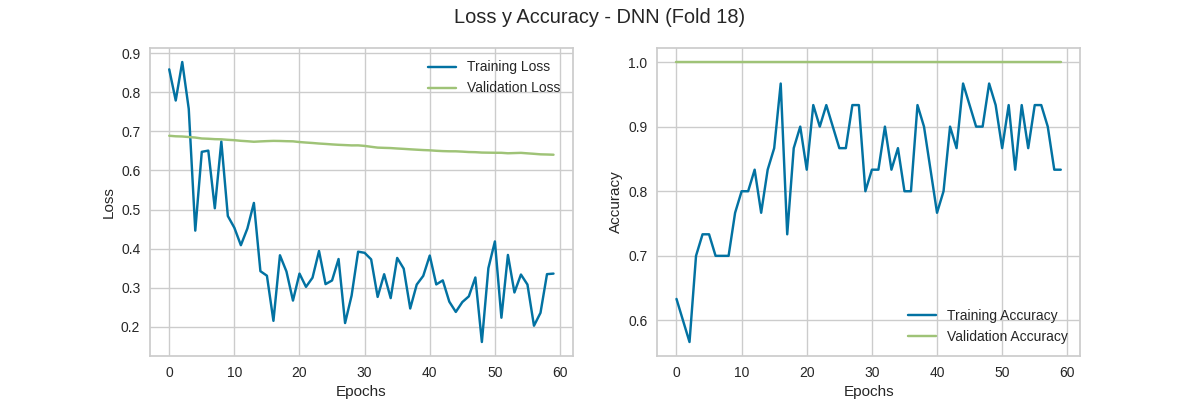 Loss y Accuracy - DNN (Fold 18)
0.9
0.8
0.7
0.6
0.5
0.4
0.3
0.2
Loss
0 10 20 30 40 50 60
Epochs
Training Loss
Validation Loss
1.0
0.9
0.8
0.7
0.6
Accuracy
0 10 20 30 40 50 60
Epochs
Training Accuracy
Validation Accuracy